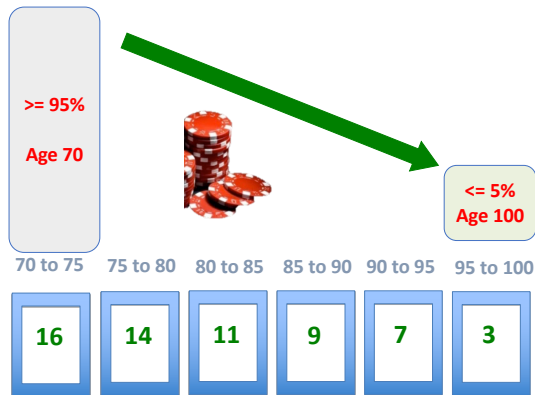 >= 95%
Age 70
<= 5%
Age 100
70 to 75 75 to 80 80 to 85 85 to 90 90 to 95 95 to 100
16 14 11 9 7 3